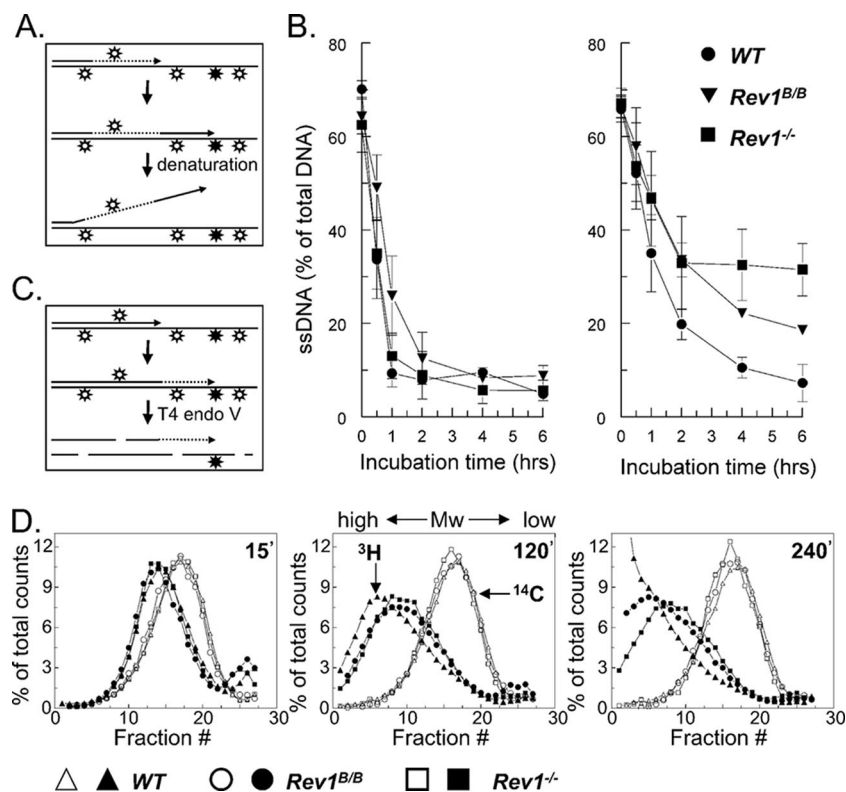 A.
denaturation
B.
ssDNA (% of total DNA)
80
60
40
20
0
0 1 2 3 4 5 6
Incubation time (hrs)
80
60
40
20
0
0 1 2 3 4 5 6
Incubation time (hrs)
WT
Rev1B/B
Rev1-/-
C.
T4 endo V
D.
% of total counts
12
9
6
3
0
0 10 20 30
Fraction #
15'
high Mw low
% of total counts
12
9
6
3
0
0 10 20 30
Fraction #
120'
3H
14C
% of total counts
12
9
6
3
0
0 10 20 30
Fraction #
240'
WT Rev1B/B Rev1-/-